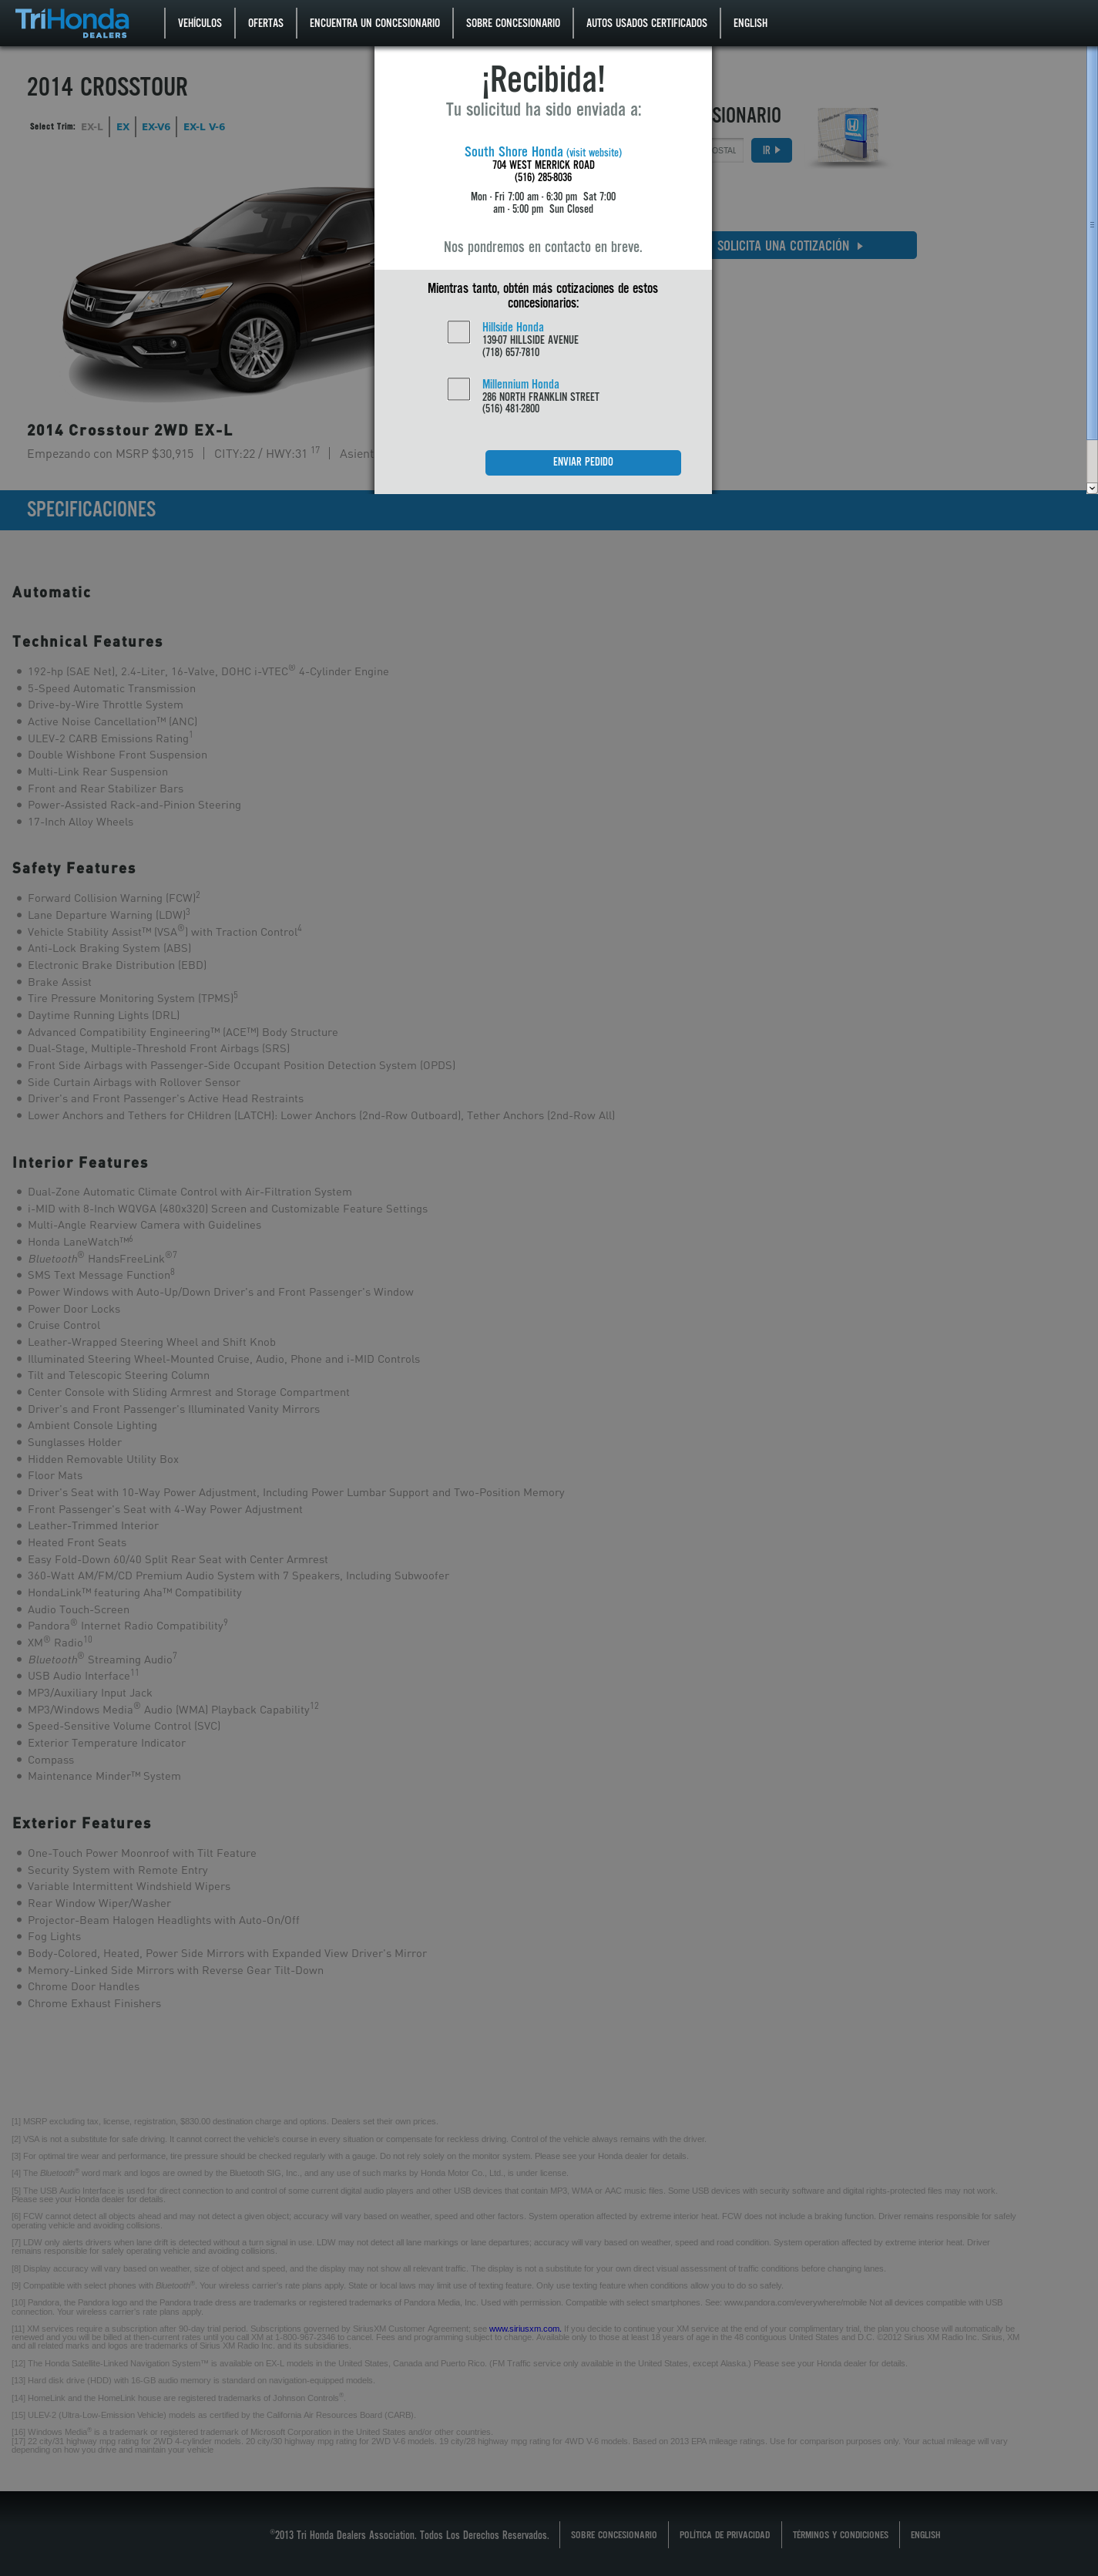 TriHonda
DEALERS
VEHÍCULOS
OFERTAS
ENCUENTRA UN CONCESIONARIO
SOBRE CONCESIONARIO
AUTOS USADOS CERTIFICADOS
ENGLISH
2014 CROSSTOUR
Select Trim: EX-L EX EX-V6 EX-L V-6
SIONARIO
OSTAL
IR
SOLICITA UNA COTIZACIÓN
¡Recibida!
Tu solicitud ha sido enviada a:
South Shore Honda (visit website)
704 WEST MERRICK ROAD
(516) 285-8036
Mon - Fri 7:00 am - 6:30 pm Sat 7:00
am - 5:00 pm Sun Closed
Nos pondremos en contacto en breve.
Mientras tanto, obtén más cotizaciones de estos
concesionarios:
Hillside Honda
139-07 HILLSIDE AVENUE
(718) 657-7810
Millennium Honda
286 NORTH FRANKLIN STREET
(516) 481-2800
ENVIAR PEDIDO
2014 Crosstour 2WD EX-L
Empezando con MSRP $30,915 | CITY:22 / HWY:31 17 | Asient
SPECIFICACIONES
Automatic
Technical Features
192-hp (SAE Net), 2.4-Liter, 16-Valve, DOHC i-VTEC® 4-Cylinder Engine
5-Speed Automatic Transmission
Drive-by-Wire Throttle System
Active Noise Cancellation™ (ANC)
ULEV-2 CARB Emissions Rating1
Double Wishbone Front Suspension
Multi-Link Rear Suspension
Front and Rear Stabilizer Bars
Power-Assisted Rack-and-Pinion Steering
17-Inch Alloy Wheels
Safety Features
Forward Collision Warning (FCW)2
Lane Departure Warning (LDW)3
Vehicle Stability Assist™ (VSA®) with Traction Control4
Anti-Lock Braking System (ABS)
Electronic Brake Distribution (EBD)
Brake Assist
Tire Pressure Monitoring System (TPMS)5
Daytime Running Lights (DRL)
Advanced Compatibility Engineering™ (ACE™) Body Structure
Dual-Stage, Multiple-Threshold Front Airbags (SRS)
Front Side Airbags with Passenger-Side Occupant Position Detection System (OPDS)
Side Curtain Airbags with Rollover Sensor
Driver's and Front Passenger's Active Head Restraints
Lower Anchors and Tethers for CHildren (LATCH): Lower Anchors (2nd-Row Outboard), Tether Anchors (2nd-Row All)
Interior Features
Dual-Zone Automatic Climate Control with Air-Filtration System
i-MID with 8-Inch WQVGA (480x320) Screen and Customizable Feature Settings
Multi-Angle Rearview Camera with Guidelines
Honda LaneWatch™6
Bluetooth® HandsFreeLink®7
SMS Text Message Function8
Power Windows with Auto-Up/Down Driver's and Front Passenger's Window
Power Door Locks
Cruise Control
Leather-Wrapped Steering Wheel and Shift Knob
Illuminated Steering Wheel-Mounted Cruise, Audio, Phone and i-MID Controls
Tilt and Telescopic Steering Column
Center Console with Sliding Armrest and Storage Compartment
Driver's and Front Passenger's Illuminated Vanity Mirrors
Ambient Console Lighting
Sunglasses Holder
Hidden Removable Utility Box
Floor Mats
Driver's Seat with 10-Way Power Adjustment, Including Power Lumbar Support and Two-Position Memory
Front Passenger's Seat with 4-Way Power Adjustment
Leather-Trimmed Interior
Heated Front Seats
Easy Fold-Down 60/40 Split Rear Seat with Center Armrest
360-Watt AM/FM/CD Premium Audio System with 7 Speakers, Including Subwoofer
HondaLink™ featuring Aha™ Compatibility
Audio Touch-Screen
Pandora® Internet Radio Compatibility9
XM® Radio10
Bluetooth® Streaming Audio7
USB Audio Interface11
MP3/Auxiliary Input Jack
MP3/Windows Media® Audio (WMA) Playback Capability12
Speed-Sensitive Volume Control (SVC)
Exterior Temperature Indicator
Compass
Maintenance Minder™ System
Exterior Features
One-Touch Power Moonroof with Tilt Feature
Security System with Remote Entry
Variable Intermittent Windshield Wipers
Rear Window Wiper/Washer
Projector-Beam Halogen Headlights with Auto-On/Off
Fog Lights
Body-Colored, Heated, Power Side Mirrors with Expanded View Driver's Mirror
Memory-Linked Side Mirrors with Reverse Gear Tilt-Down
Chrome Door Handles
Chrome Exhaust Finishers
[1] MSRP excluding tax, license, registration, $830.00 destination charge and options. Dealers set their own prices.
[2] VSA is not a substitute for safe driving. It cannot correct the vehicle's course in every situation or compensate for reckless driving. Control of the vehicle always remains with the driver.
[3] For optimal tire wear and performance, tire pressure should be checked regularly with a gauge. Do not rely solely on the monitor system. Please see your Honda dealer for details.
[4] The Bluetooth® word mark and logos are owned by the Bluetooth SIG, Inc., and any use of such marks by Honda Motor Co., Ltd., is under license.
[5] The USB Audio Interface is used for direct connection to and control of some current digital audio players and other USB devices that contain MP3, WMA or AAC music files. Some USB devices with security software and digital rights-protected files may not work.
Please see your Honda dealer for details.
[6] FCW cannot detect all objects ahead and may not detect a given object; accuracy will vary based on weather, speed and other factors. System operation affected by extreme interior heat. FCW does not include a braking function. Driver remains responsible for safely
operating vehicle and avoiding collisions.
[7] LDW only alerts drivers when lane drift is detected without a turn signal in use. LDW may not detect all lane markings or lane departures; accuracy will vary based on weather, speed and road condition. System operation affected by extreme interior heat. Driver
remains responsible for safely operating vehicle and avoiding collisions.
[8] Display accuracy will vary based on weather, size of object and speed, and the display may not show all relevant traffic. The display is not a substitute for your own direct visual assessment of traffic conditions before changing lanes.
[9] Compatible with select phones with Bluetooth®. Your wireless carrier's rate plans apply. State or local laws may limit use of texting feature. Only use texting feature when conditions allow you to do so safely.
[10] Pandora, the Pandora logo and the Pandora trade dress are trademarks or registered trademarks of Pandora Media, Inc. Used with permission. Compatible with select smartphones. See: www.pandora.com/everywhere/mobile Not all devices compatible with USB
connection. Your wireless carrier's rate plans apply.
[11] XM services require a subscription after 90-day trial period. Subscriptions governed by SiriusXM Customer Agreement; see www.siriusxm.com. If you decide to continue your XM service at the end of your complimentary trial, the plan you choose will automatically be
renewed and you will be billed at then-current rates until you call XM at 1-800-967-2346 to cancel. Fees and programming subject to change. Available only to those at least 18 years of age in the 48 contiguous United States and D.C. ©2012 Sirius XM Radio Inc. Sirius, XM
and all related marks and logos are trademarks of Sirius XM Radio Inc. and its subsidiaries.
[12] The Honda Satellite-Linked Navigation System™ is available on EX-L models in the United States, Canada and Puerto Rico. (FM Traffic service only available in the United States, except Alaska.) Please see your Honda dealer for details.
[13] Hard disk drive (HDD) with 16-GB audio memory is standard on navigation-equipped models.
[14] HomeLink and the HomeLink house are registered trademarks of Johnson Controls®.
[15] ULEV-2 (Ultra-Low-Emission Vehicle) models as certified by the California Air Resources Board (CARB).
[16] Windows Media® is a trademark or registered trademark of Microsoft Corporation in the United States and/or other countries.
[17] 22 city/31 highway mpg rating for 2WD 4-cylinder models. 20 city/30 highway mpg rating for 2WD V-6 models. 19 city/28 highway mpg rating for 4WD V-6 models. Based on 2013 EPA mileage ratings. Use for comparison purposes only. Your actual mileage will vary
depending on how you drive and maintain your vehicle
©2013 Tri Honda Dealers Association. Todos Los Derechos Reservados.
SOBRE CONCESIONARIO
POLÍTICA DE PRIVACIDAD
TÉRMINOS Y CONDICIONES
ENGLISH